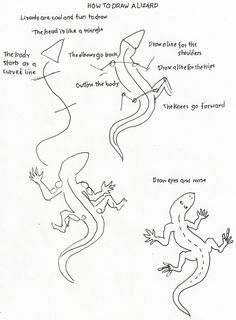 HOW TO DRAW A LIZARD
Lizards are cool and fun to draw
The head is like a triangle
The body
starts as a
curved line
The elbows go back
Draw a line for the
shoulders
Draw a line for the hips
Outline the body
The Knees go forward
Draw eyes and nose